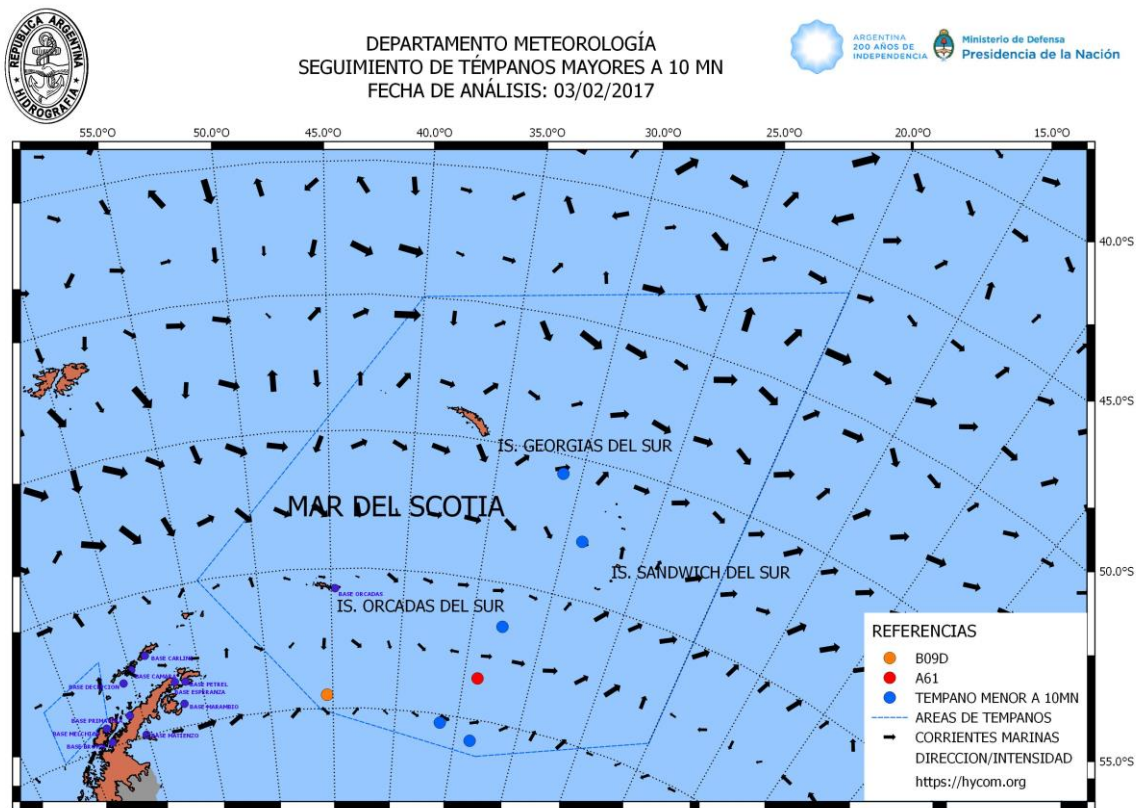 REPUBLICA ARGENTINA
★ HIDROGRAFIA ★
DEPARTAMENTO METEOROLOGÍA
SEGUIMIENTO DE TÉMPANOS MAYORES A 10 MN
FECHA DE ANÁLISIS: 03/02/2017
ARGENTINA
200 AÑOS DE
INDEPENDENCIA
Ministerio de Defensa
Presidencia de la Nación
55.0°O 50.0°O 45.0°O 40.0°O 35.0°O 30.0°O 25.0°O 20.0°O 15.0°O
40.0°S
45.0°S
IS. GEORGIAS DEL SUR
MAR DEL SCOTIA
50.0°S
IS. SANDWICH DEL SUR
BASE ORCADAS
IS. ORCADAS DEL SUR
BASE CARLINI
BASE CAMARA
BASE DECEPCION
BASE PETREL
BASE ESPERANZA
BASE MARAMBIO
BASE PRIMAVERA
BASE MELCHIOR
BASE MATIENZO
REFERENCIAS
B09D
A61
TEMPANO MENOR A 10MN
AREAS DE TEMPANOS
CORRIENTES MARINAS
DIRECCION/INTENSIDAD
https://hycom.org
55.0°S